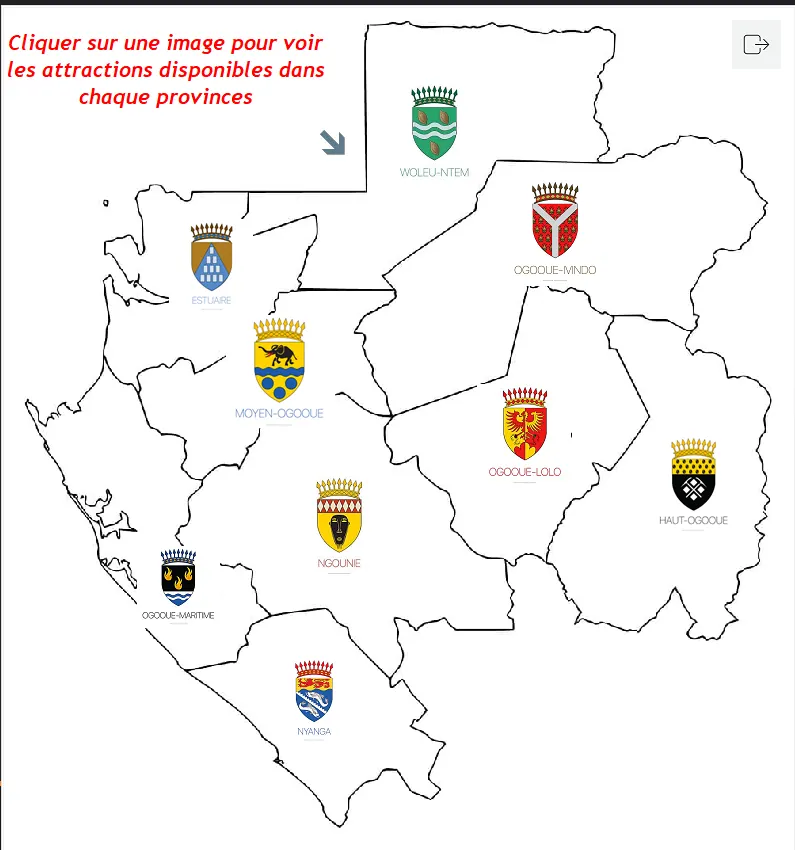 Cliquer sur une image pour voir
les attractions disponibles dans
chaque provinces
WOLEU-NTEM
OGOOUE-IVINDO
ESTUAIRE
MOYEN-OGOOUE
OGOOUE-LOLO
HAUT-OGOOUE
NGOUNIE
OGOOUE-MARITIME
NYANGA